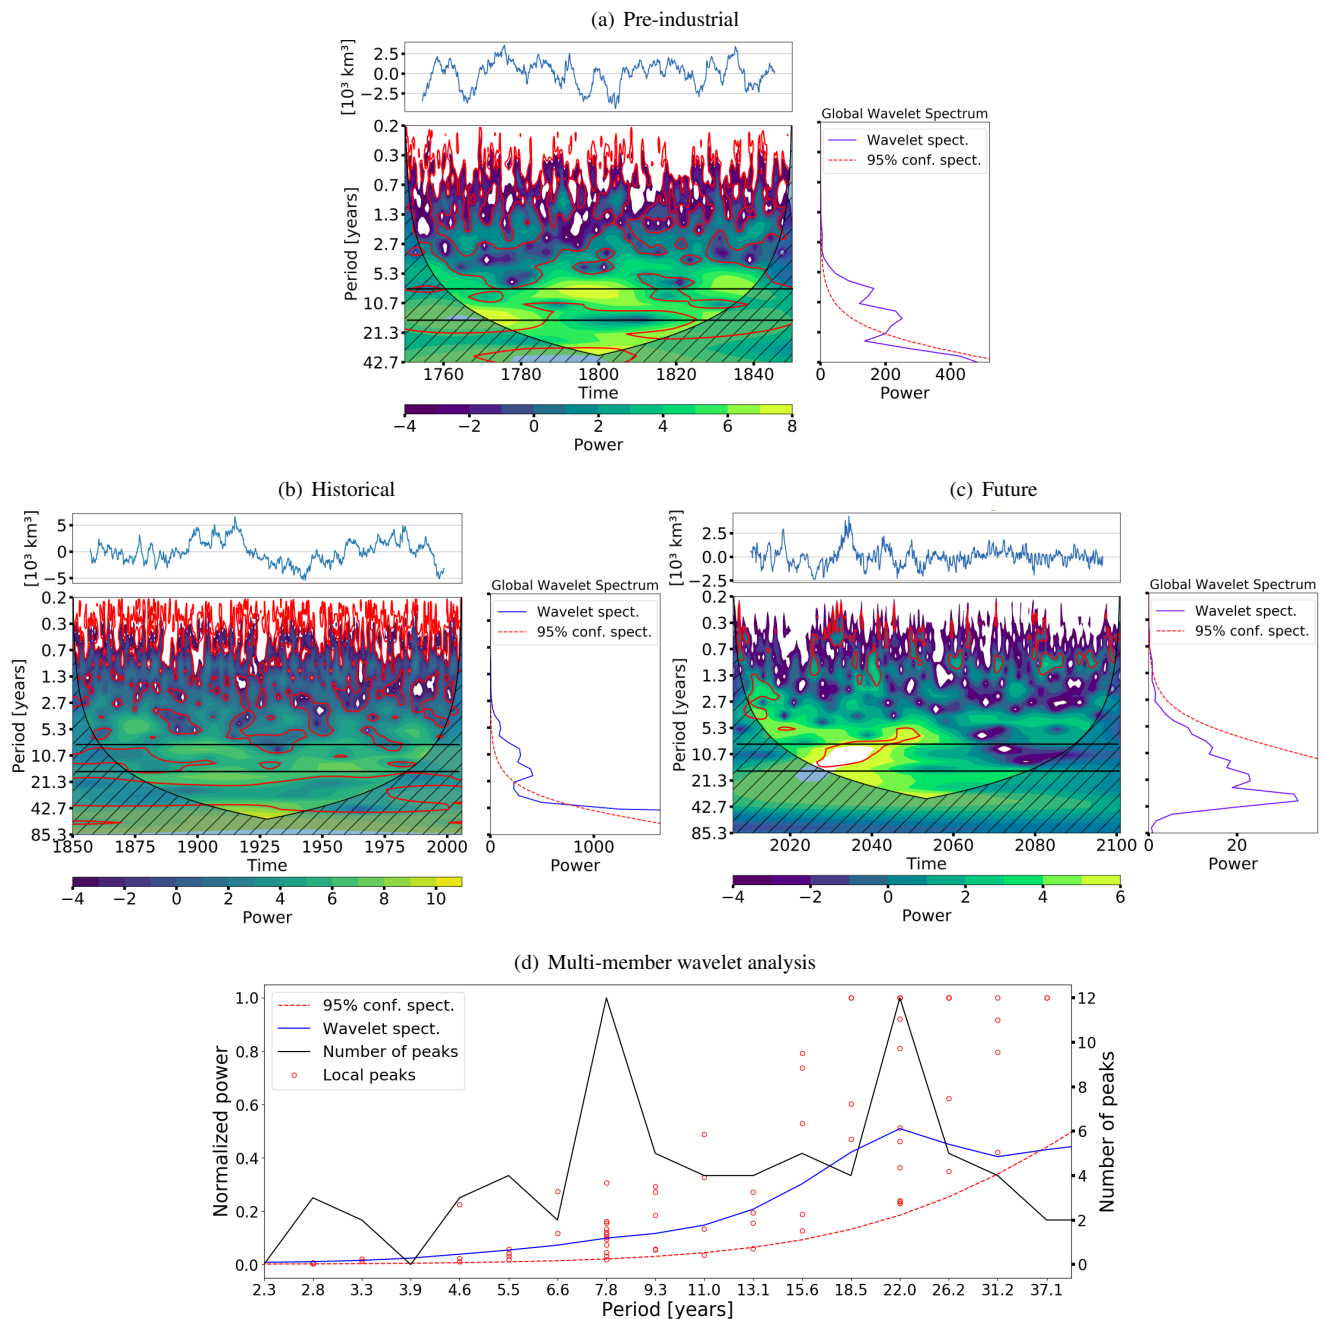 (a) Pre-industrial
[10³ km³]
2.5
0.0
−2.5
Period [years]
0.2
0.3
0.7
1.3
2.7
5.3
10.7
21.3
42.7
1760 1780 1800 1820 1840
Time
−4 −2 0 2 4 6 8
Power
Global Wavelet Spectrum
Wavelet spect.
95% conf. spect.
0 200 400
Power
(b) Historical
[10³ km³]
5
0
−5
Period [years]
0.2
0.3
0.7
1.3
2.7
5.3
10.7
21.3
42.7
85.3
1850 1875 1900 1925 1950 1975 2000
Time
−4 −2 0 2 4 6 8 10
Power
Global Wavelet Spectrum
Wavelet spect.
95% conf. spect.
0 1000
Power
(c) Future
[10³ km³]
2.5
0.0
−2.5
Period [years]
0.2
0.3
0.7
1.3
2.7
5.3
10.7
21.3
42.7
85.3
2020 2040 2060 2080 2100
Time
−4 −2 0 2 4 6
Power
Global Wavelet Spectrum
Wavelet spect.
95% conf. spect.
0 20
Power
(d) Multi-member wavelet analysis
Normalized power
1.0
0.8
0.6
0.4
0.2
0.0
95% conf. spect.
Wavelet spect.
Number of peaks
Local peaks
12
10
8
6
4
2
0
Number of peaks
2.3 2.8 3.3 3.9 4.6 5.5 6.6 7.8 9.3 11.0 13.1 15.6 18.5 22.0 26.2 31.2 37.1
Period [years]